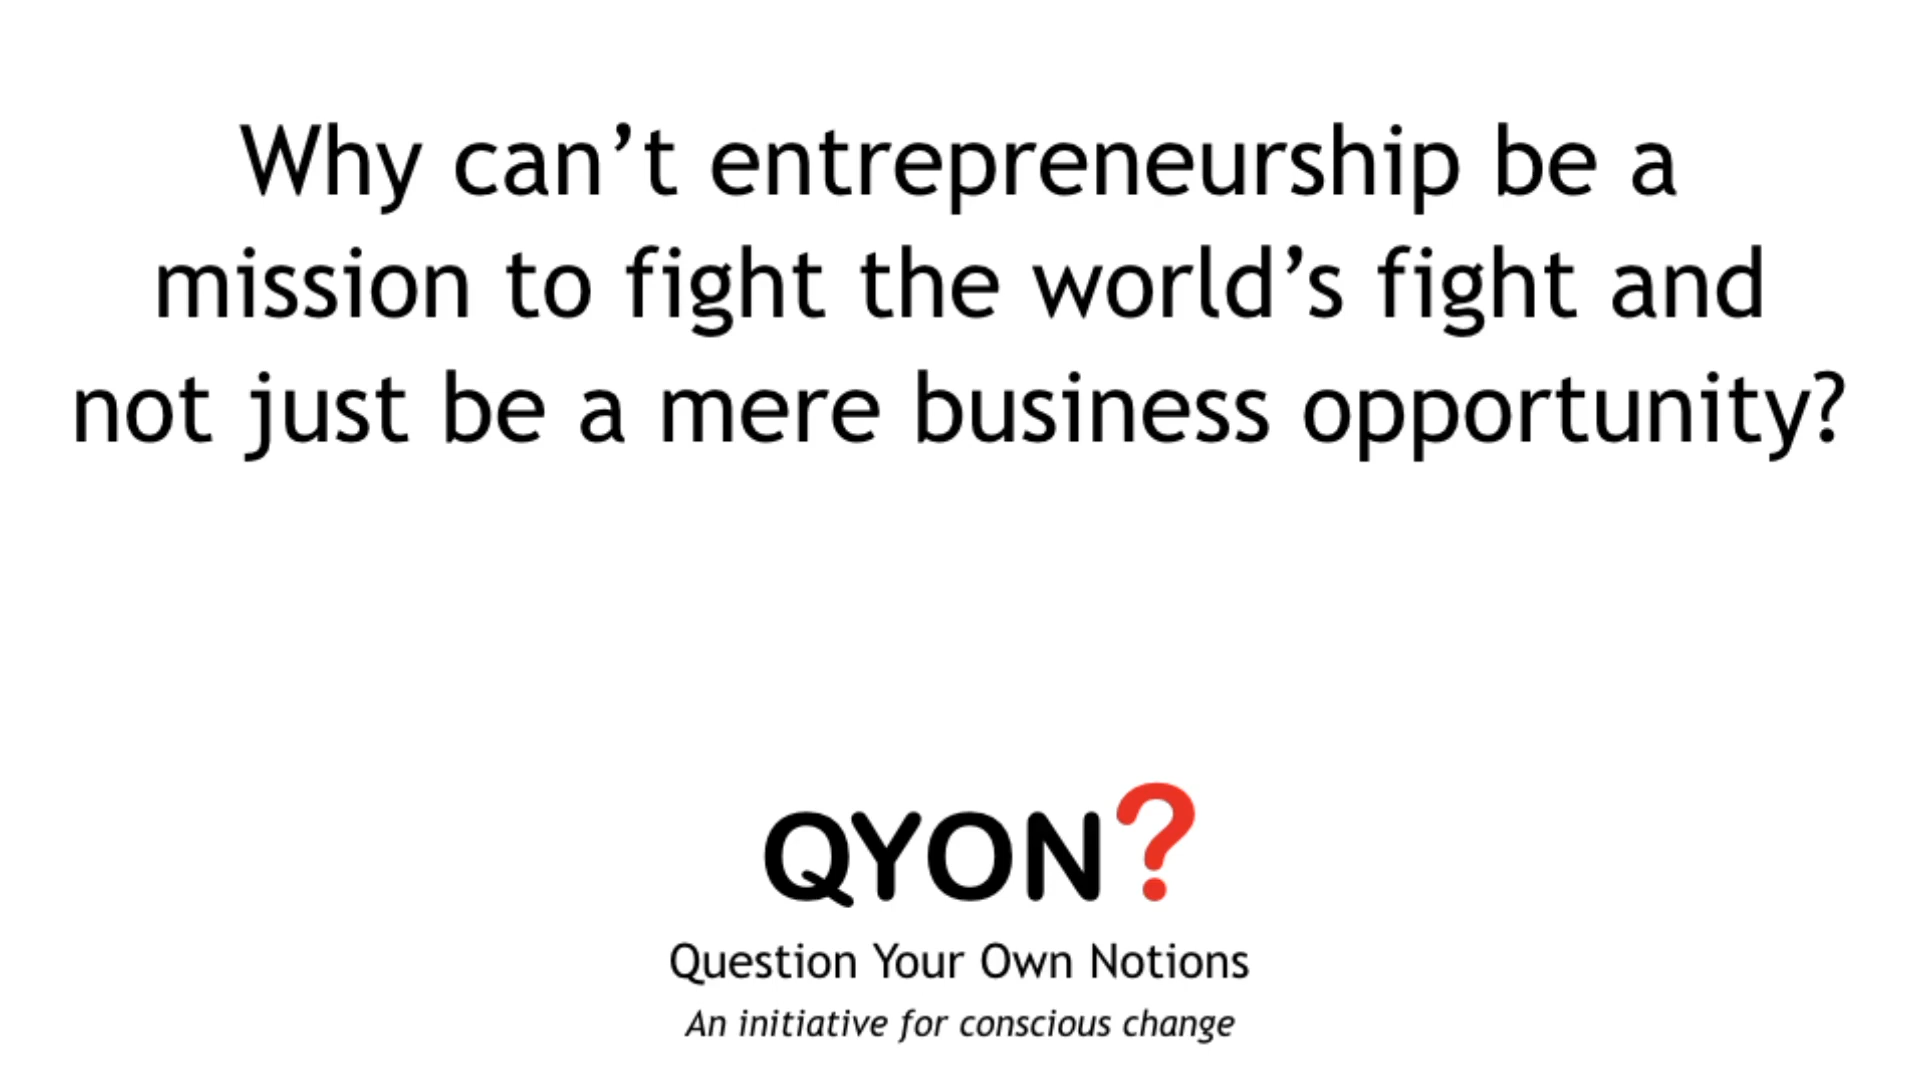 Why can’t entrepreneurship be a
mission to fight the world’s fight and
not just be a mere business opportunity?
QYON?
Question Your Own Notions
An initiative for conscious change